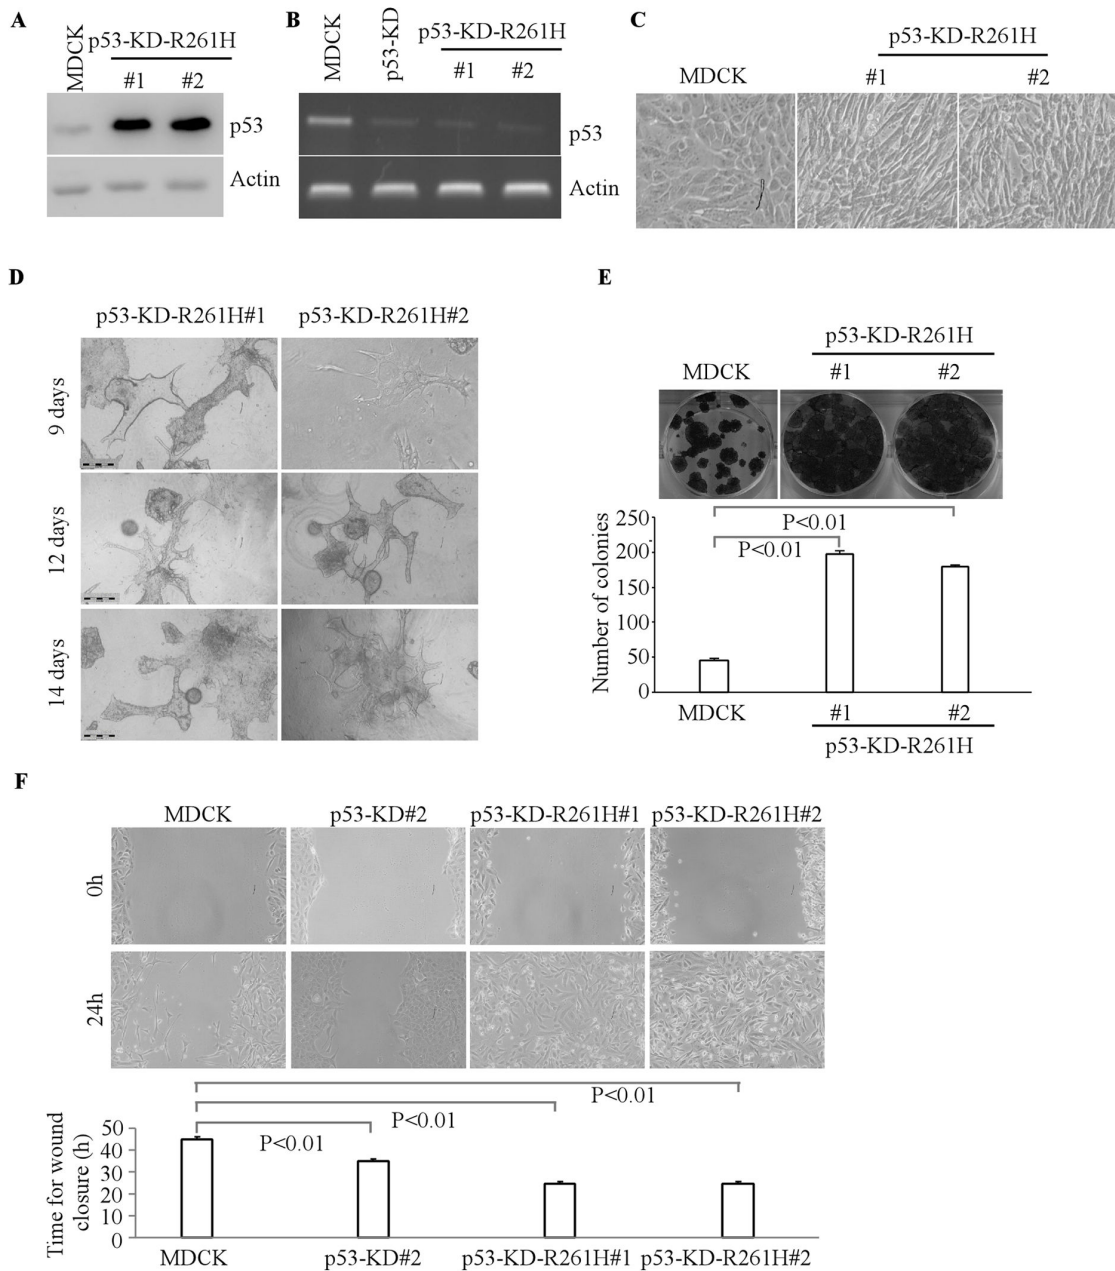 A
MDCK
p53-KD-R261H
#1 #2
p53
Actin
B
MDCK
p53-KD
p53-KD-R261H
#1 #2
p53
Actin
C
p53-KD-R261H
MDCK #1 #2
D
p53-KD-R261H#1 p53-KD-R261H#2
9 days
12 days
14 days
E
p53-KD-R261H
MDCK #1 #2
P<0.01
P<0.01
Number of colonies
250
200
150
100
50
0
MDCK #1 #2
p53-KD-R261H
F
MDCK p53-KD#2 p53-KD-R261H#1 p53-KD-R261H#2
0h
24h
P<0.01
P<0.01
P<0.01
Time for wound
closure (h)
50
40
30
20
10
0
MDCK p53-KD#2 p53-KD-R261H#1 p53-KD-R261H#2